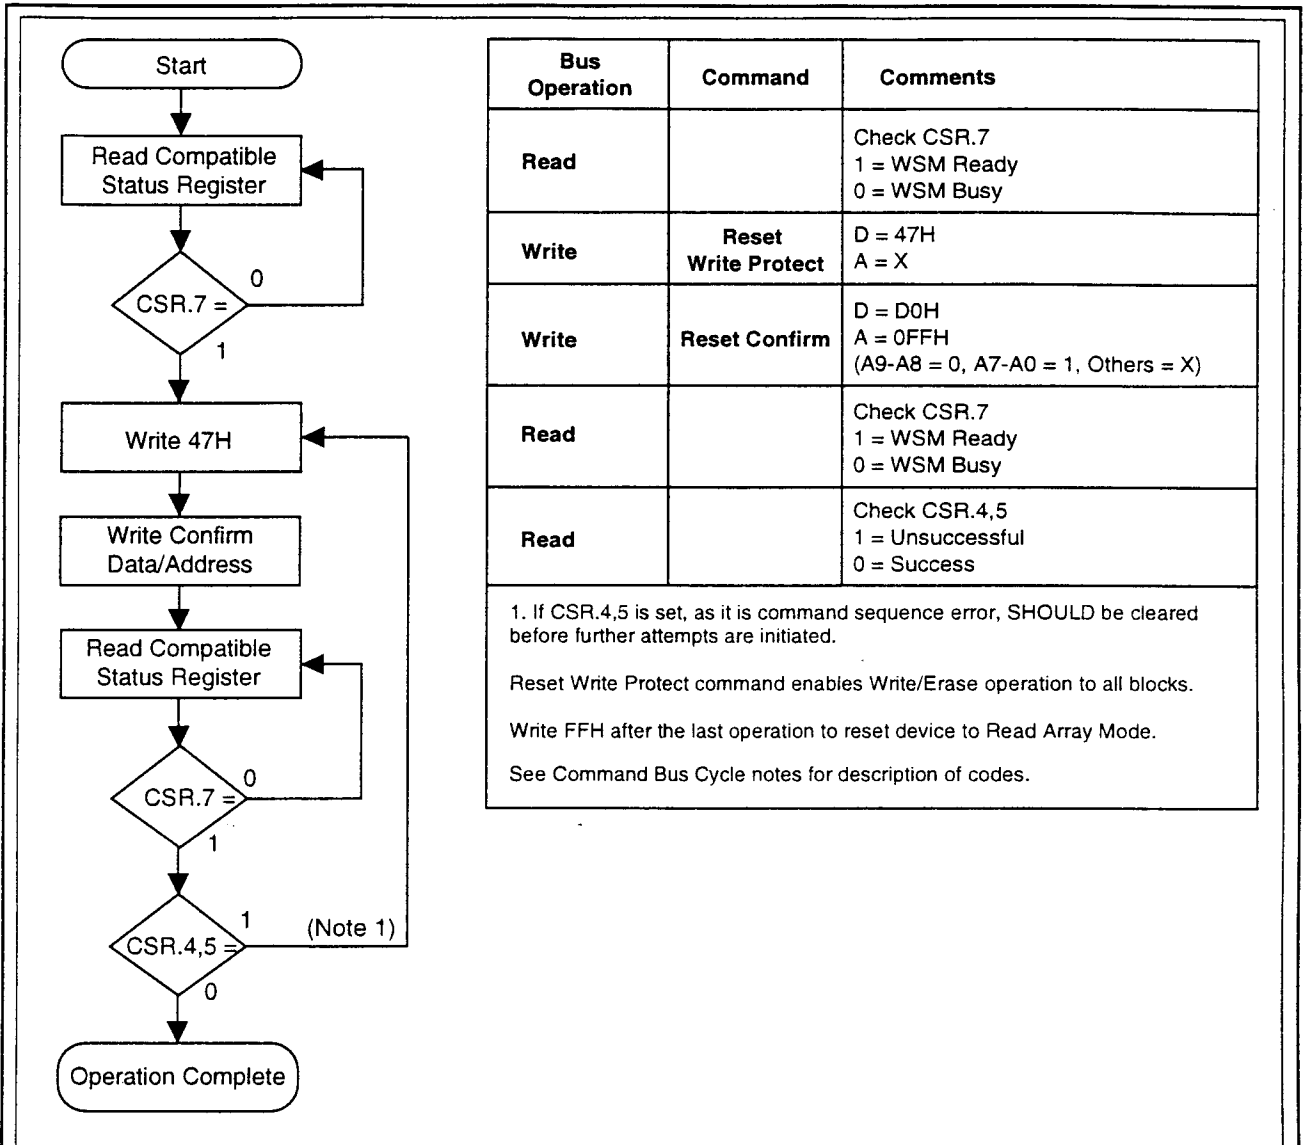 Start
Read Compatible
Status Register
CSR.7 =
0
1
Write 47H
Write Confirm
Data/Address
Read Compatible
Status Register
CSR.7 =
0
1
CSR.4,5 =
1
(Note 1)
0
Operation Complete
Bus
Operation
Command
Comments
Read
Check CSR.7
1 = WSM Ready
0 = WSM Busy
Write
Reset
Write Protect
D = 47H
A = X
Write
Reset Confirm
D = D0H
A = 0FFH
(A9-A8 = 0, A7-A0 = 1, Others = X)
Read
Check CSR.7
1 = WSM Ready
0 = WSM Busy
Read
Check CSR.4,5
1 = Unsuccessful
0 = Success
1. If CSR.4,5 is set, as it is command sequence error, SHOULD be cleared
before further attempts are initiated.
Reset Write Protect command enables Write/Erase operation to all blocks.
Write FFH after the last operation to reset device to Read Array Mode.
See Command Bus Cycle notes for description of codes.